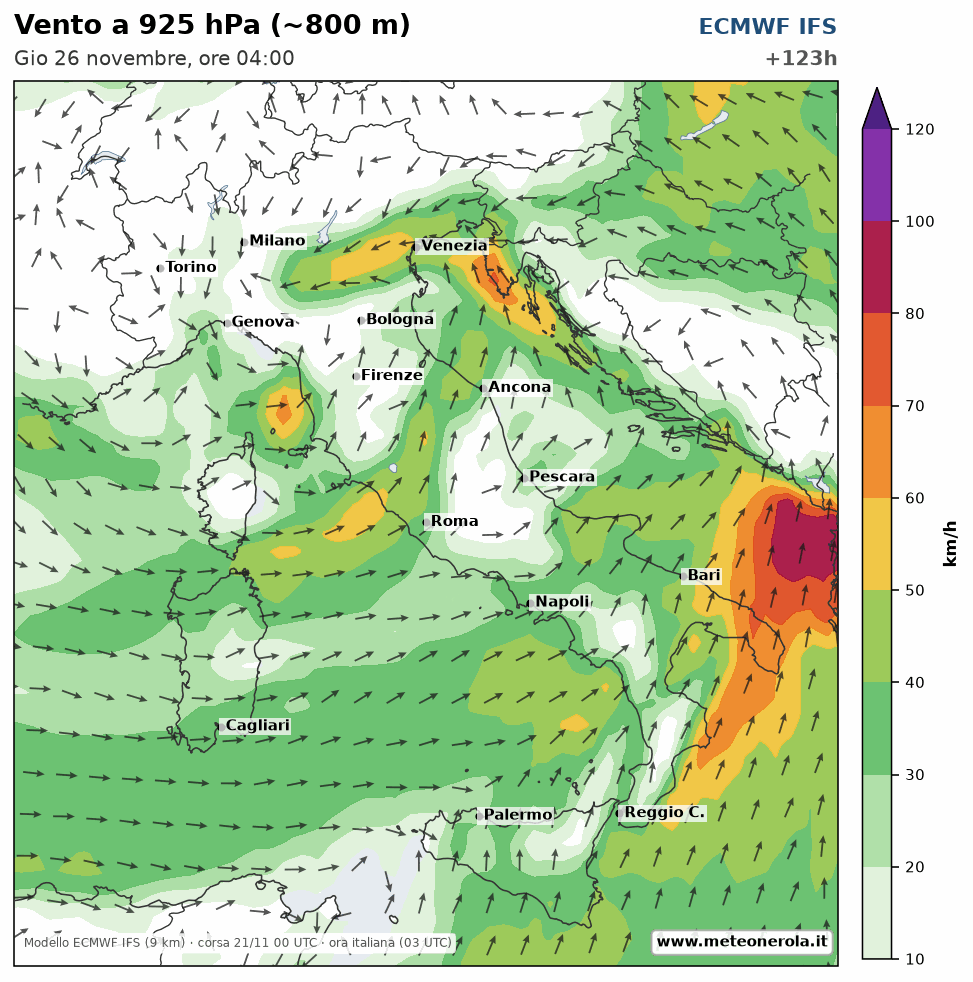 Vento a 925 hPa (~800 m)
ECMWF IFS
Gio 26 novembre, ore 04:00
+123h
120
100
80
70
60
50
40
30
20
10
km/h
Milano
Venezia
Torino
Genova
Bologna
Firenze
Ancona
Pescara
Roma
Bari
Napoli
Cagliari
Palermo
Reggio C.
Modello ECMWF IFS (9 km) · corsa 21/11 00 UTC · ora italiana (03 UTC)
www.meteonerola.it